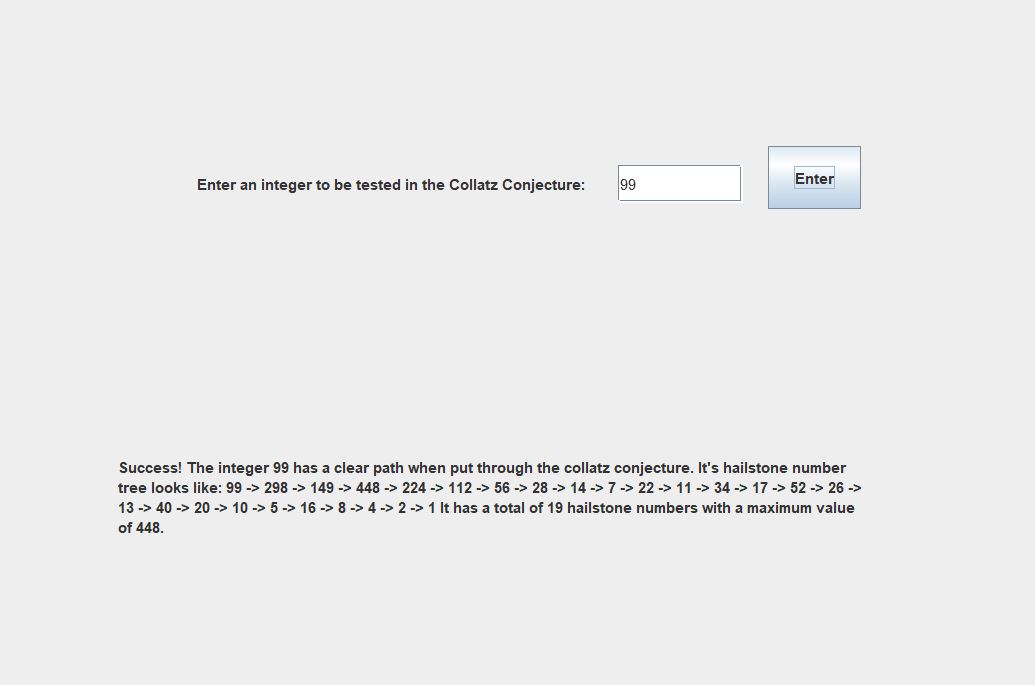 Enter an integer to be tested in the Collatz Conjecture: 99 Enter
Success! The integer 99 has a clear path when put through the collatz conjecture. It's hailstone number
tree looks like: 99 -> 298 -> 149 -> 448 -> 224 -> 112 -> 56 -> 28 -> 14 -> 7 -> 22 -> 11 -> 34 -> 17 -> 52 -> 26 ->
13 -> 40 -> 20 -> 10 -> 5 -> 16 -> 8 -> 4 -> 2 -> 1 It has a total of 19 hailstone numbers with a maximum value
of 448.